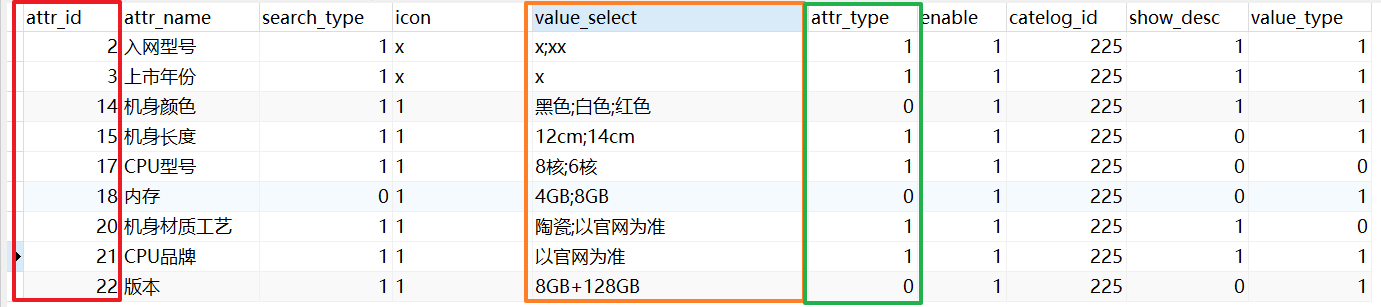 attr_id attr_name search_type icon value_select attr_type enable catelog_id show_desc value_type
2 入网型号 1 x x;xx 1 1 225 1 1
3 上市年份 1 x x 1 1 225 1 1
14 机身颜色 1 1 黑色;白色;红色 0 1 225 1 1
15 机身长度 1 1 12cm;14cm 1 1 225 0 1
17 CPU型号 1 1 8核;6核 1 1 225 0 0
18 内存 0 1 4GB;8GB 0 1 225 0 1
20 机身材质工艺 1 1 陶瓷;以官网为准 1 1 225 1 0
21 CPU品牌 1 1 以官网为准 1 1 225 1 1
22 版本 1 1 8GB+128GB 0 1 225 0 1